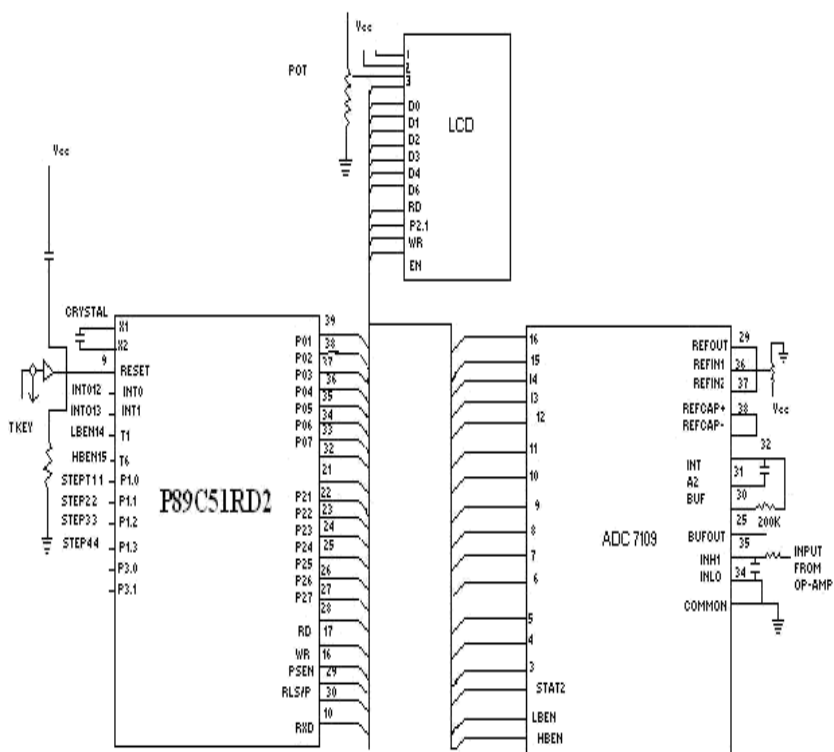 Vcc
POT
1
2
3
LCD
D0
D1
D2
D3
D4
D6
RD
P2.1
WR
EN
Vcc
CRYSTAL
X1
X2
9
RESET
INT012 INT0
INT013 INT1
TKEY
LBEN14 T1
HBEN15 T6
STEPT11 P1.0
STEP22 P1.1
STEP33 P1.2
STEP44 P1.3
P3.0
P3.1
P89C51RD2
39
P01
38
P02
37
P03
36
P04
35
P05
34
P06
33
P07
32
21
22
P21
23
P22
24
P23
25
P24
P25
26
P26
27
P27
28
RD 17
WR 16
PSEN 29
RLS/P 30
10
RXD
16
15
14
13
12
11
10
9
8
7
6
5
4
3
STAT2
LBEN
HBEN
ADC 7109
29
REFOUT
36
REFIN1
REFIN2 37
Vcc
REFCAP+ 38
REFCAP-
32
INT 31
A2
BUF 30
25 200K
BUFOUT
35
INH1
INLO 34
COMMON
INPUT
FROM
OP-AMP